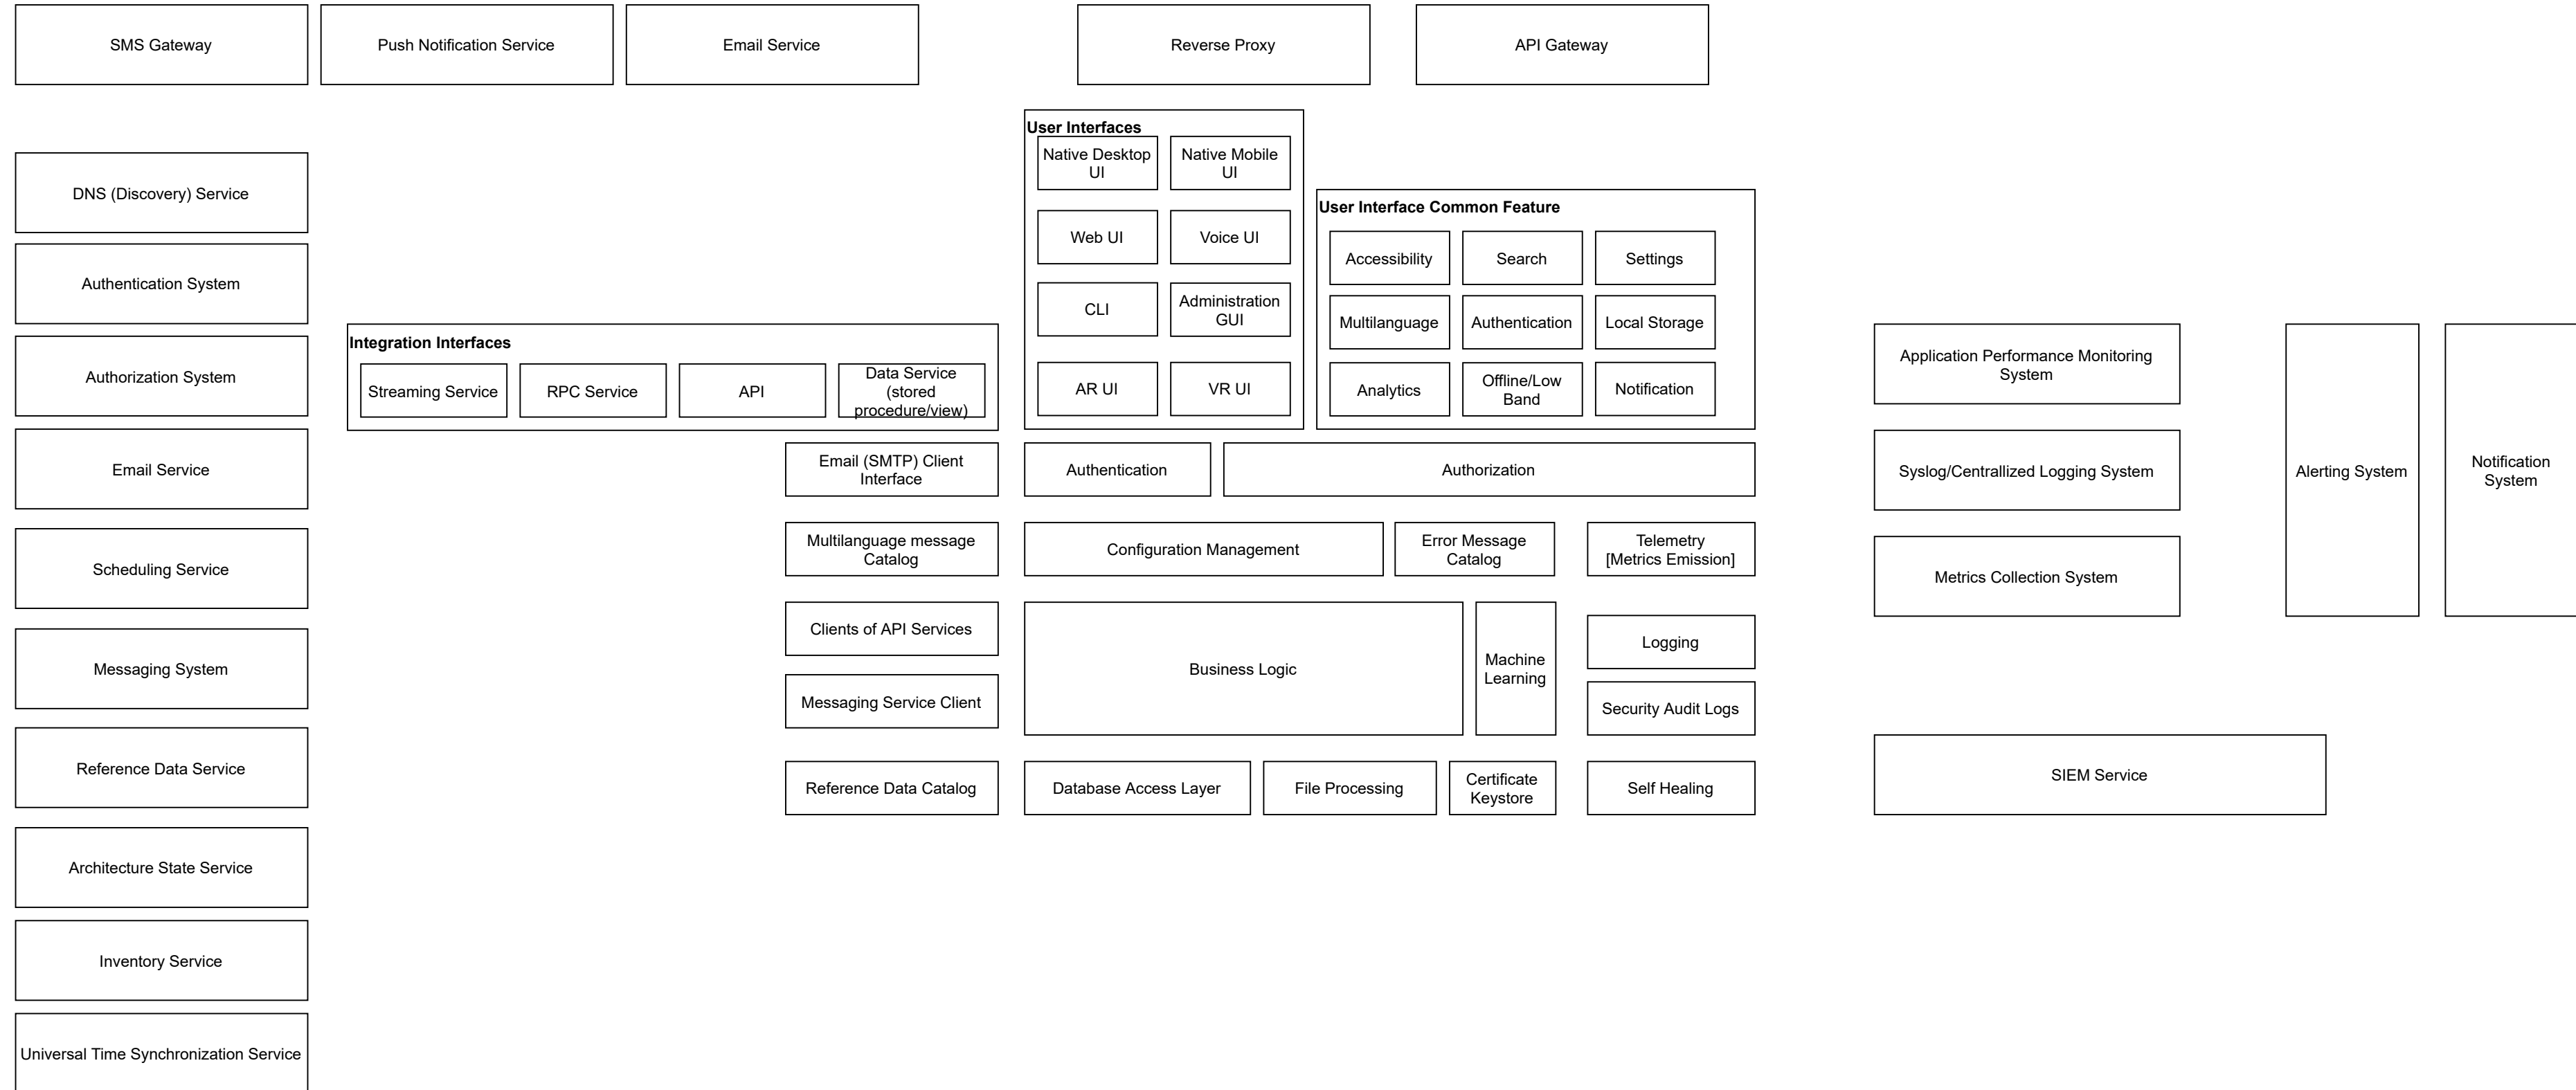 SMS Gateway
Push Notification Service
Email Service
Reverse Proxy
API Gateway
DNS (Discovery) Service
Authentication System
Authorization System
Email Service
Scheduling Service
Messaging System
Reference Data Service
Architecture State Service
Inventory Service
Universal Time Synchronization Service
Integration Interfaces
Streaming Service
RPC Service
API
Data Service
(stored
procedure/view)
User Interfaces
Native Desktop
UI
Native Mobile
UI
Web UI
Voice UI
CLI
Administration
GUI
AR UI
VR UI
User Interface Common Feature
Accessibility
Search
Settings
Multilanguage
Authentication
Local Storage
Analytics
Offline/Low
Band
Notification
Email (SMTP) Client
Interface
Authentication
Authorization
Multilanguage message
Catalog
Configuration Management
Error Message
Catalog
Telemetry
[Metrics Emission]
Clients of API Services
Messaging Service Client
Business Logic
Machine
Learning
Logging
Security Audit Logs
Reference Data Catalog
Database Access Layer
File Processing
Certificate
Keystore
Self Healing
Application Performance Monitoring
System
Syslog/Centrallized Logging System
Metrics Collection System
Alerting System
Notification
System
SIEM Service